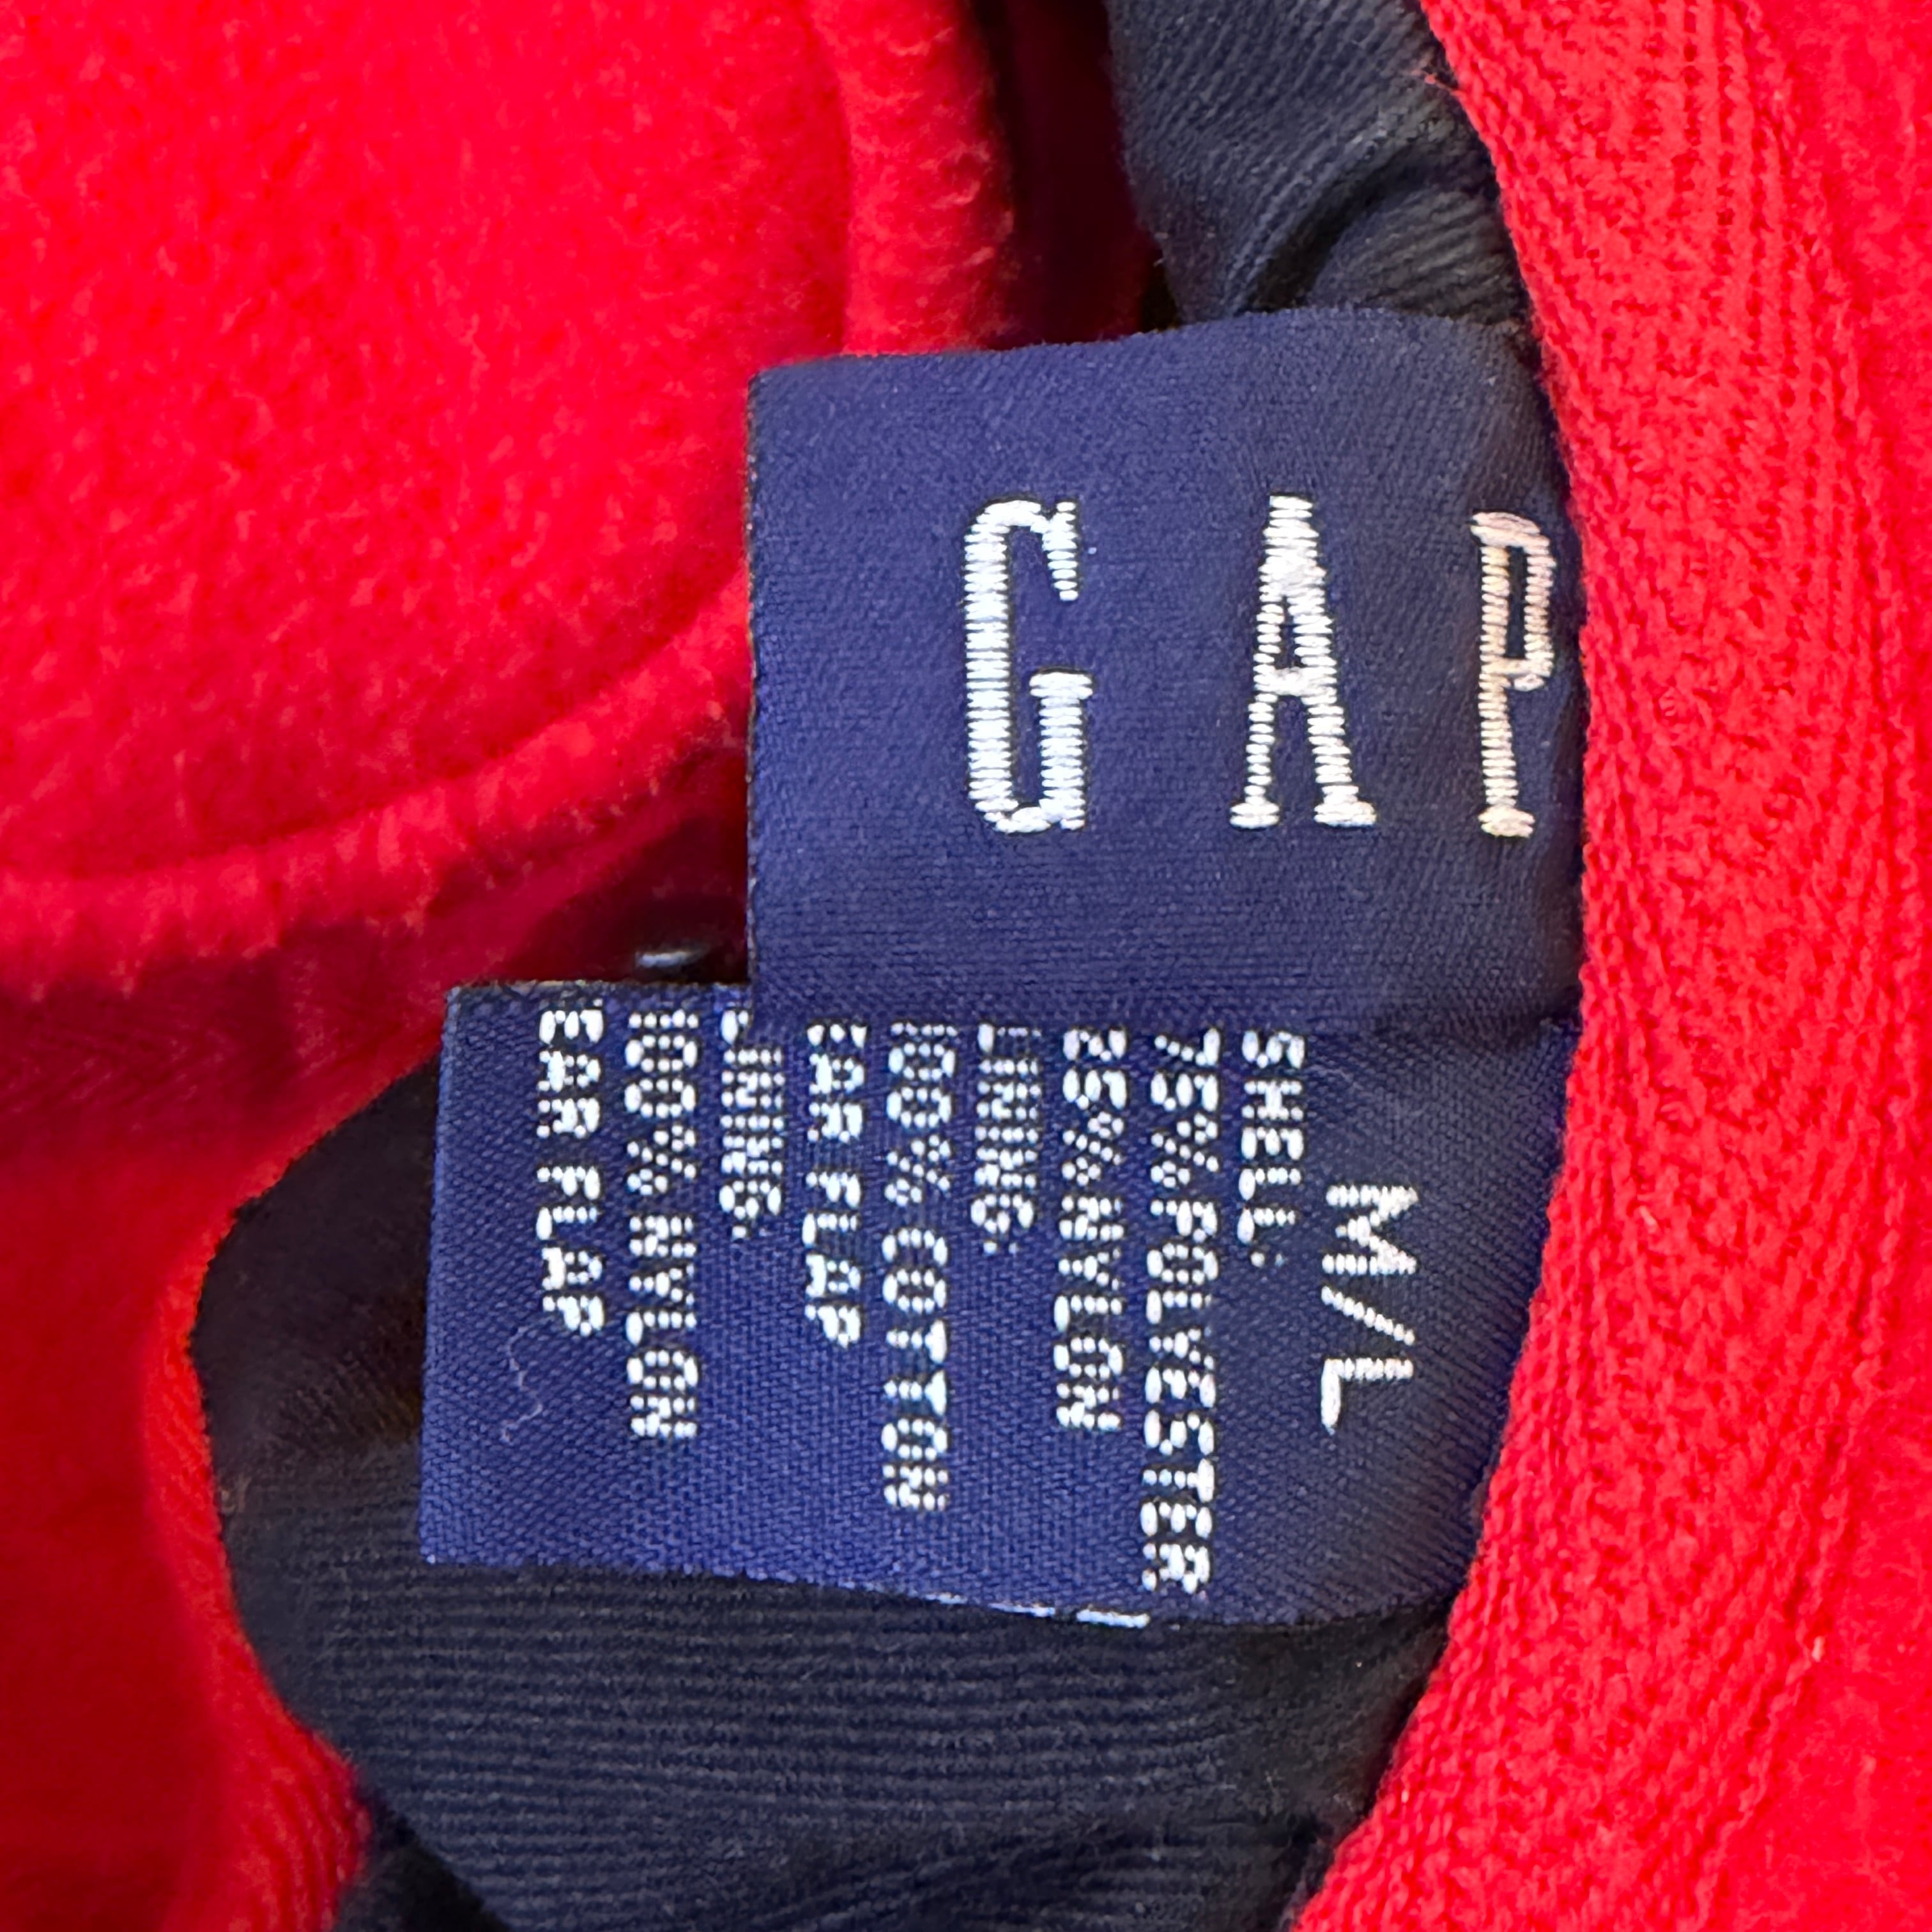 GAP
M/L
SHELL:
75% POLYESTER
25% NYLON
LINING:
100% COTTON
EAR FLAP
LINING:
100% NYLON
EAR FLAP